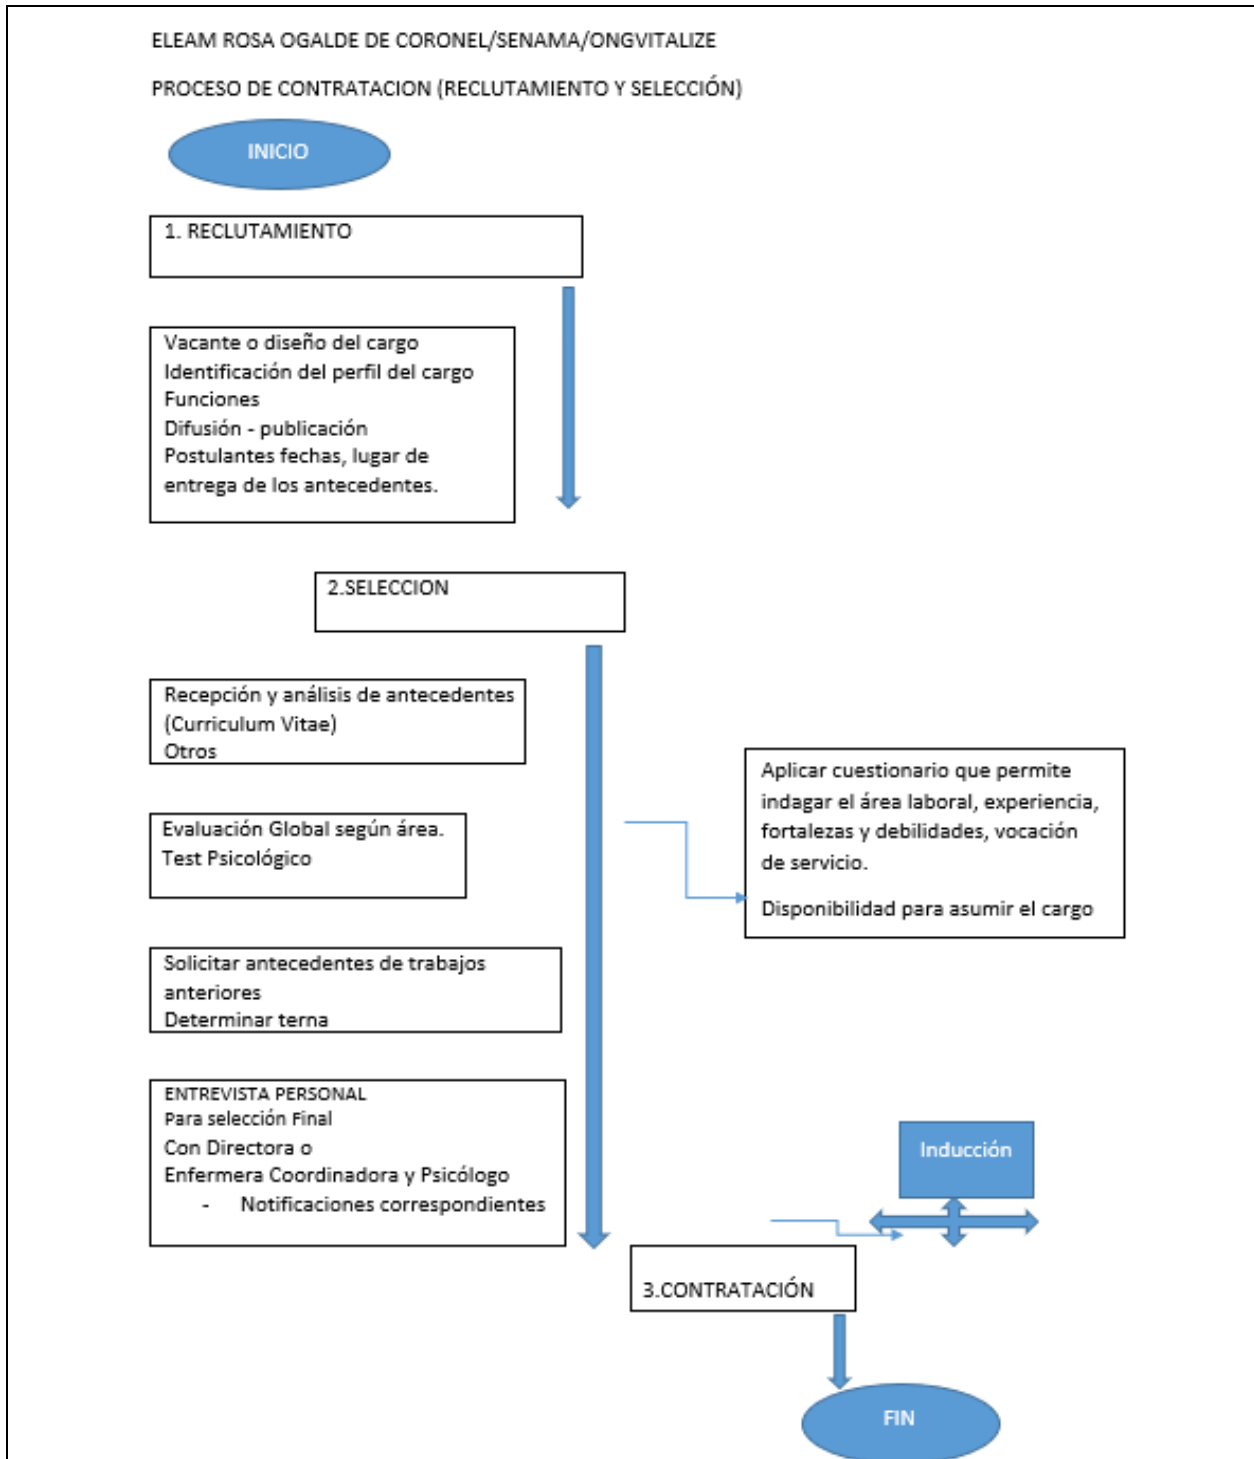 ELEAM ROSA OGALDE DE CORONEL/SENAMA/ONGVITALIZE
PROCESO DE CONTRATACION (RECLUTAMIENTO Y SELECCIÓN)
INICIO
1. RECLUTAMIENTO
Vacante o diseño del cargo
Identificación del perfil del cargo
Funciones
Difusión - publicación
Postulantes fechas, lugar de
entrega de los antecedentes.
2.SELECCION
Recepción y análisis de antecedentes
(Curriculum Vitae)
Otros
Aplicar cuestionario que permite
indagar el área laboral, experiencia,
fortalezas y debilidades, vocación
de servicio.
Disponibilidad para asumir el cargo
Evaluación Global según área.
Test Psicológico
Solicitar antecedentes de trabajos
anteriores
Determinar terna
ENTREVISTA PERSONAL
Para selección Final
Con Directora o
Enfermera Coordinadora y Psicólogo
- Notificaciones correspondientes
Inducción
3.CONTRATACIÓN
FIN